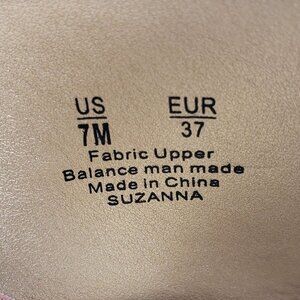 US EUR
7M 37
Fabric Upper
Balance man made
Made in China
SUZANNA